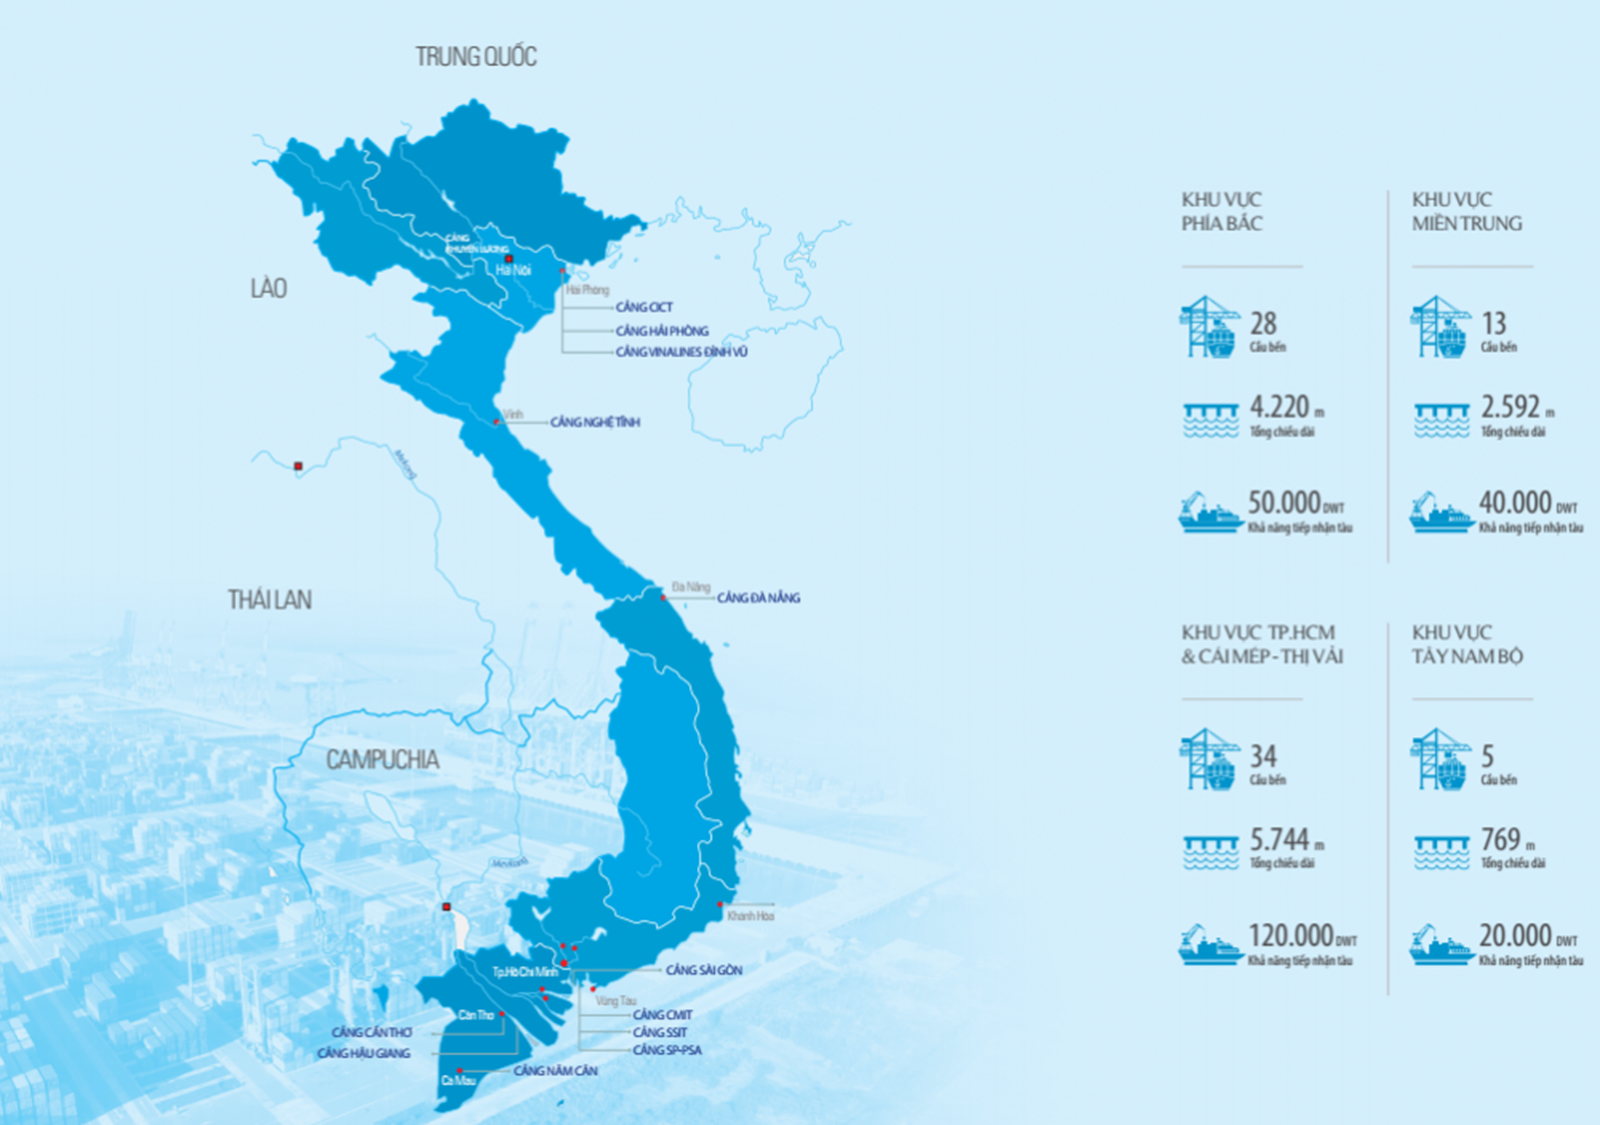 TRUNG QUỐC
LÀO
THÁI LAN
CAMPUCHIA
CẢNG
KHUYẾN LƯƠNG
Hà Nội
Hải Phòng
CẢNG CICT
CẢNG HẢI PHÒNG
CẢNG VINALINES ĐÌNH VŨ
Vinh
CẢNG NGHỆ TĨNH
Mekong
Đà Nẵng
CẢNG ĐÀ NẴNG
Mekong
Khánh Hòa
Tp.Hồ Chí Minh
CẢNG SÀI GÒN
Vũng Tàu
Cần Thơ
CẢNG CMIT
CẢNG CẦN THƠ
CẢNG SSIT
CẢNG HẬU GIANG
CẢNG SP-PSA
Cà Mau
CẢNG NĂM CĂN
KHU VỰC
PHÍA BẮC
28
Cầu bến
4.220 m
Tổng chiều dài
50.000 DWT
Khả năng tiếp nhận tàu
KHU VỰC
MIỀN TRUNG
13
Cầu bến
2.592 m
Tổng chiều dài
40.000 DWT
Khả năng tiếp nhận tàu
KHU VỰC TP.HCM
& CÁI MÉP - THỊ VẢI
34
Cầu bến
5.744 m
Tổng chiều dài
120.000 DWT
Khả năng tiếp nhận tàu
KHU VỰC
TÂY NAM BỘ
5
Cầu bến
769 m
Tổng chiều dài
20.000 DWT
Khả năng tiếp nhận tàu